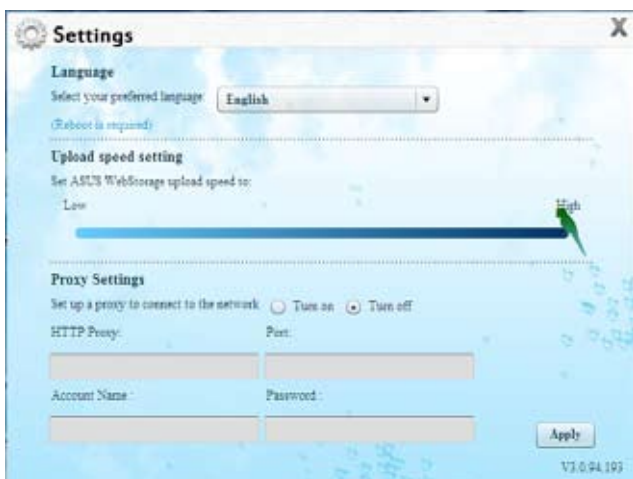 Settings
X
Language
Select your preferred language: English
(Reboot is required)
Upload speed setting
Set ASUS WebStorage upload speed to:
Low High
Proxy Settings
Set up a proxy to connect to the network Turn on Turn off
HTTP Proxy: Port:
Account Name : Password :
Apply
V3.0.94.193